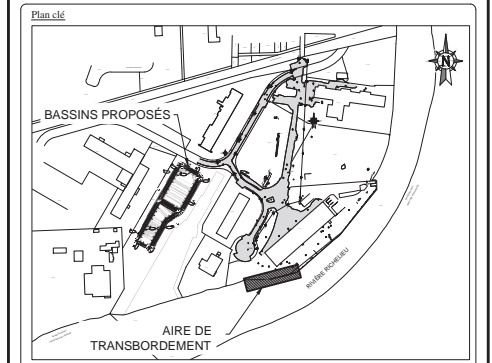 Plan clé
N
BASSINS PROPOSÉS
RIVIÈRE RICHELIEU
AIRE DE
TRANSBORDEMENT